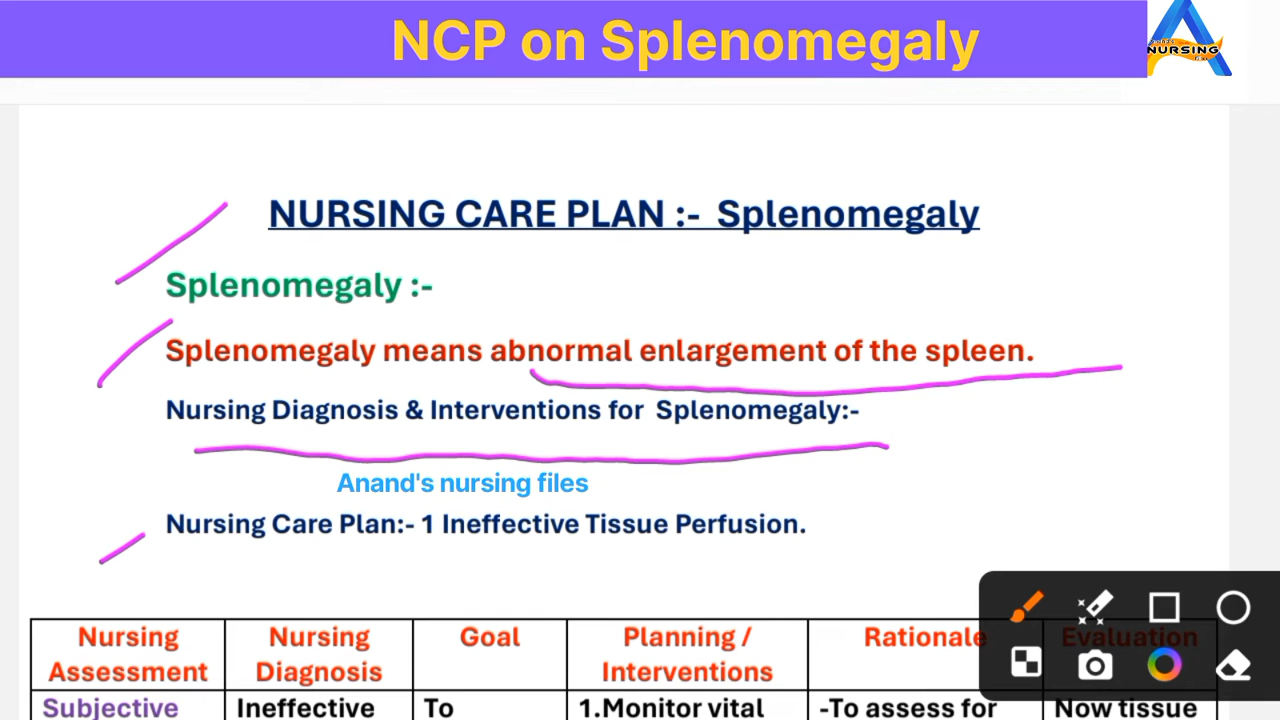 NCP on Splenomegaly
NURSING
NURSING CARE PLAN :- Splenomegaly
Splenomegaly :-
Splenomegaly means abnormal enlargement of the spleen.
Nursing Diagnosis & Interventions for Splenomegaly:-
Anand's nursing files
Nursing Care Plan:- 1 Ineffective Tissue Perfusion.
Nursing Assessment
Nursing Diagnosis
Goal
Planning / Interventions
Rationale
Evaluation
Subjective
Ineffective
To
1.Monitor vital
-To assess for
Now tissue